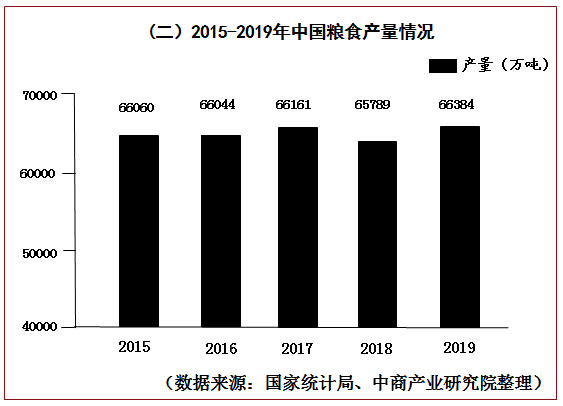 （二）2015-2019年中国粮食产量情况
产量（万吨）
70000
66060 66044 66161 65789 66384
60000
50000
40000
2015 2016 2017 2018 2019
（数据来源：国家统计局、中商产业研究院整理）